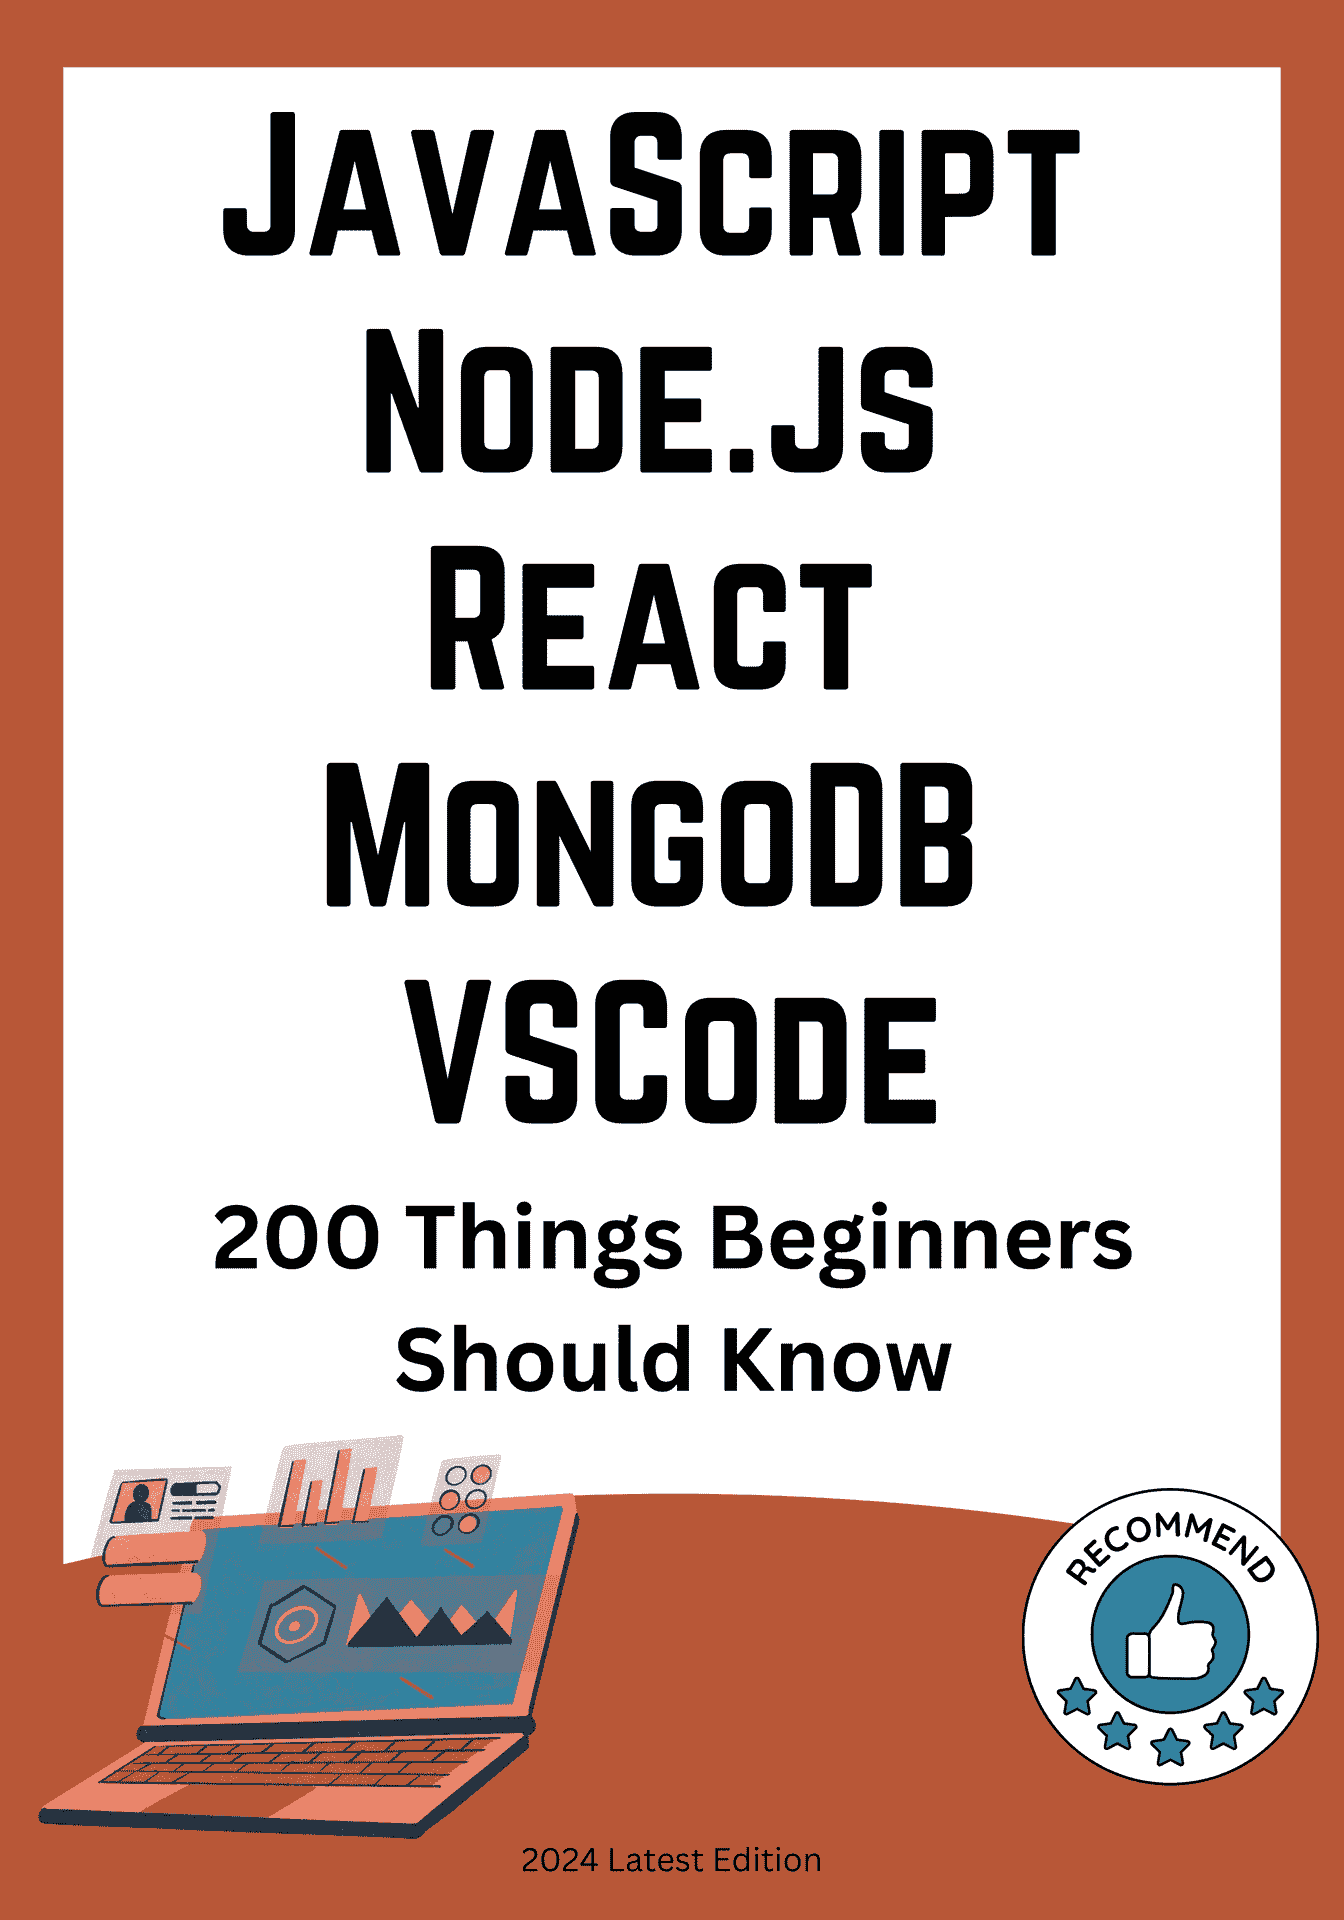 JavaScript
Node.js
React
MongoDB
VSCode
200 Things Beginners
Should Know
RECOMMEND
2024 Latest Edition